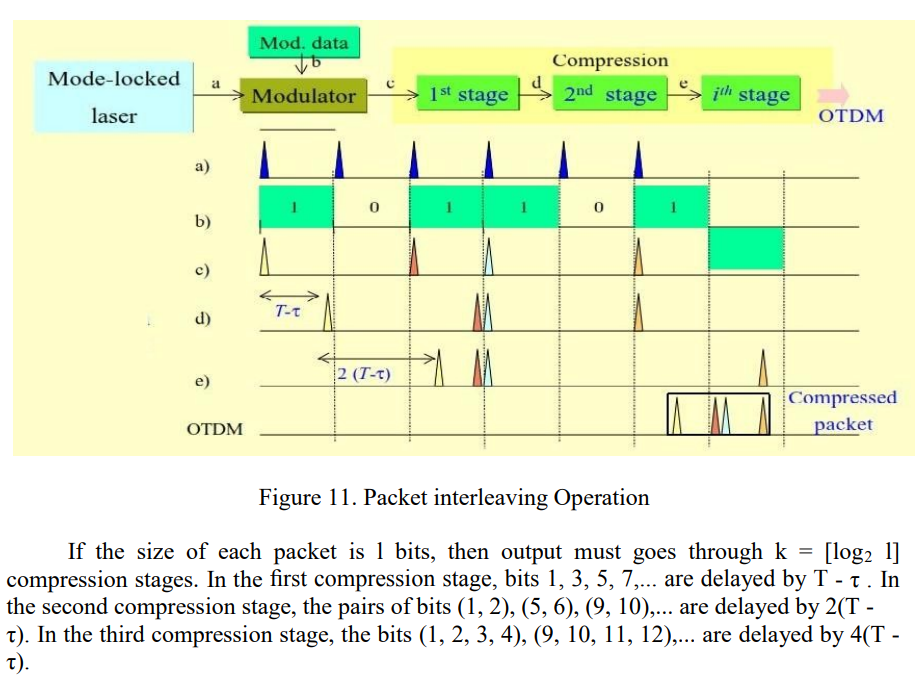 Mod. data
b
Compression
Mode-locked
laser
a
Modulator
c
1st stage
d
2nd stage
e
ith stage
OTDM
a)
b)
1 0 1 1 0 1
c)
T-τ
d)
2 (T-τ)
e)
Compressed
packet
OTDM
Figure 11. Packet interleaving Operation
If the size of each packet is l bits, then output must goes through k = [log2 l]
compression stages. In the first compression stage, bits 1, 3, 5, 7,... are delayed by T - τ . In
the second compression stage, the pairs of bits (1, 2), (5, 6), (9, 10),... are delayed by 2(T -
τ). In the third compression stage, the bits (1, 2, 3, 4), (9, 10, 11, 12),... are delayed by 4(T -
τ).